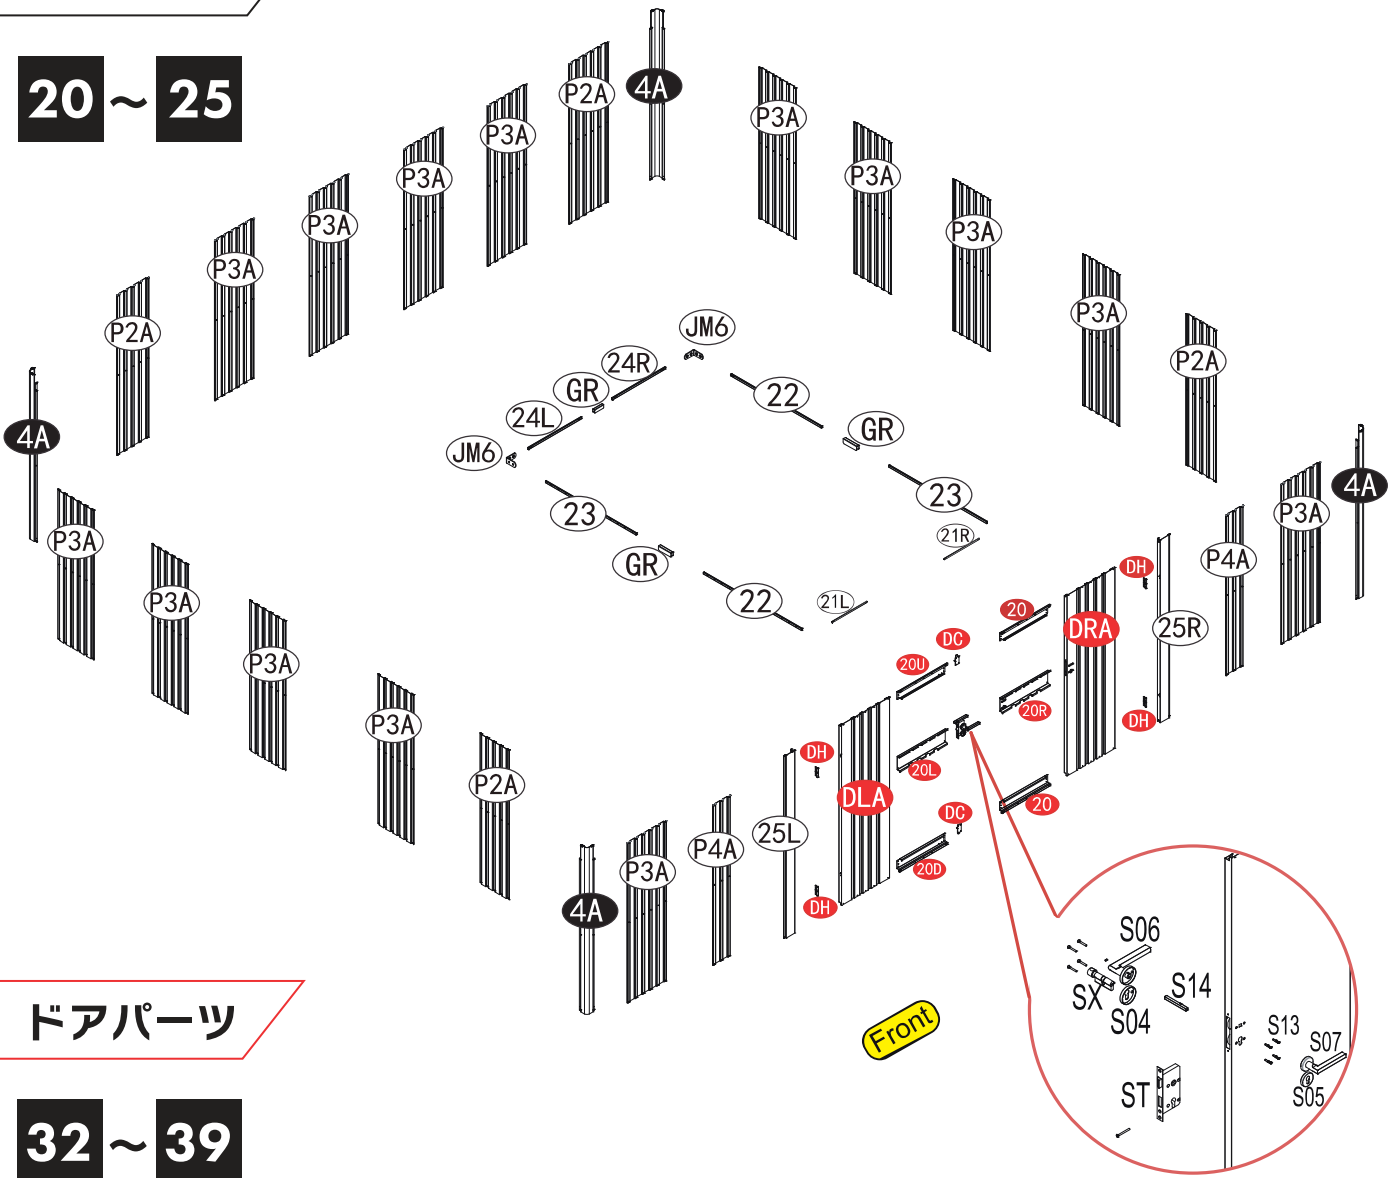 20～25
4A
P2A
P3A
P3A
P3A
P3A
P3A
P3A
P3A
P3A
P2A
P3A
P2A
4A
JM6
24R
GR
24L
JM6
22
GR
23
23
GR
22
21R
21L
4A
P3A
P4A
P3A
P3A
P3A
P3A
P2A
DH
25R
DH
DRA
20
20R
20
DC
20U
20L
DC
20D
DH
DLA
DH
25L
P4A
P3A
4A
Front
S06
SX
S04
S14
S13
S07
S05
ST
ドアパーツ
32～39